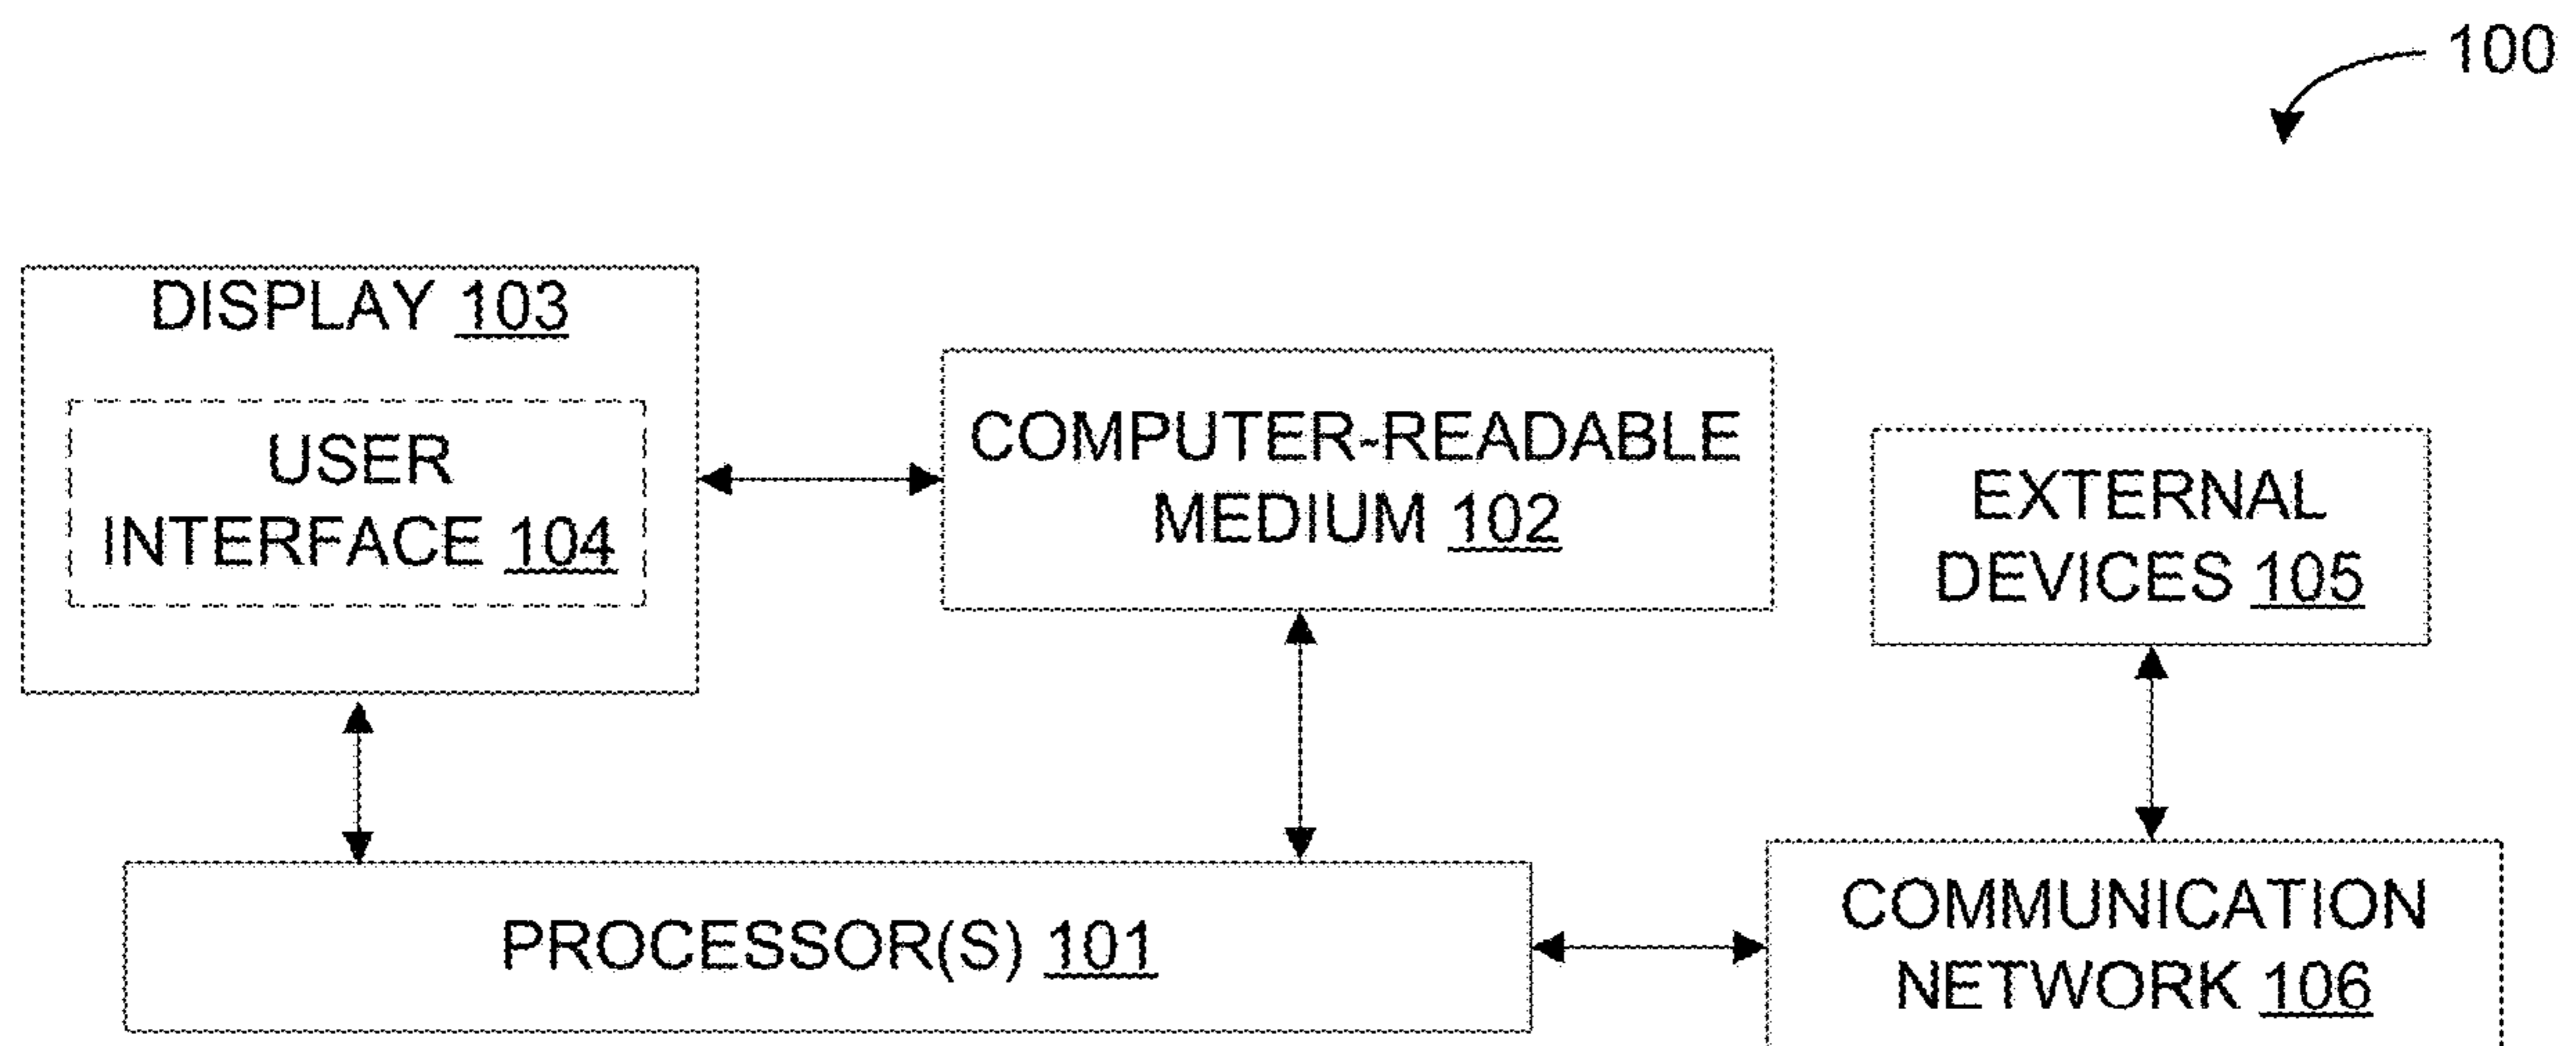 100
DISPLAY 103
USER
INTERFACE 104
COMPUTER-READABLE
MEDIUM 102
EXTERNAL
DEVICES 105
PROCESSOR(S) 101
COMMUNICATION
NETWORK 106